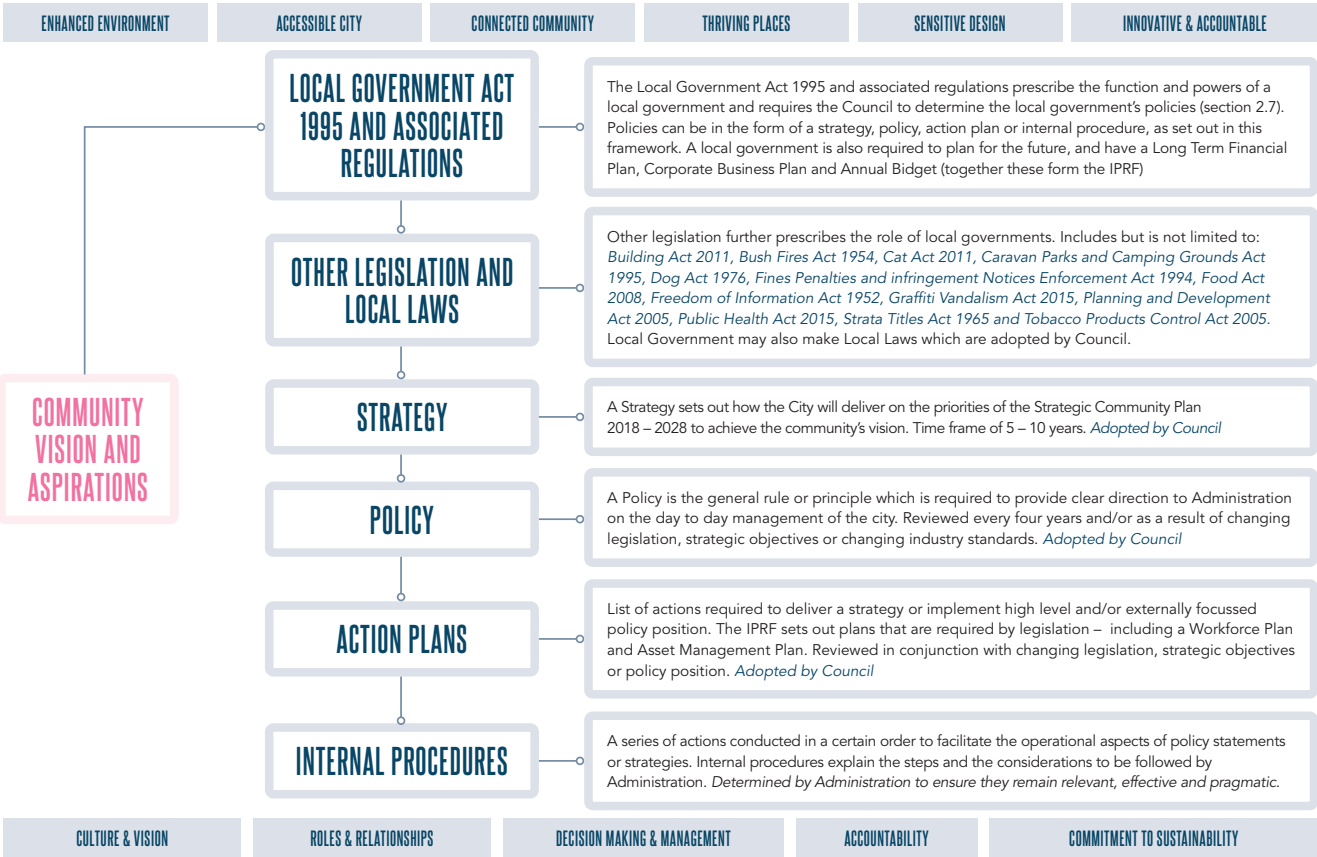 ENHANCED ENVIRONMENT
ACCESSIBLE CITY
CONNECTED COMMUNITY
THRIVING PLACES
SENSITIVE DESIGN
INNOVATIVE & ACCOUNTABLE
LOCAL GOVERNMENT ACT
1995 AND ASSOCIATED
REGULATIONS
The Local Government Act 1995 and associated regulations prescribe the function and powers of a
local government and requires the Council to determine the local government's policies (section 2.7).
Policies can be in the form of a strategy, policy, action plan or internal procedure, as set out in this
framework. A local government is also required to plan for the future, and have a Long Term Financial
Plan, Corporate Business Plan and Annual Budget (together these form the IPRF)
OTHER LEGISLATION AND
LOCAL LAWS
Other legislation further prescribes the role of local governments. Includes but is not limited to:
Building Act 2011, Bush Fires Act 1954, Cat Act 2011, Caravan Parks and Camping Grounds Act
1995, Dog Act 1976, Fines Penalties and infringement Notices Enforcement Act 1994, Food Act
2008, Freedom of Information Act 1952, Graffiti Vandalism Act 2015, Planning and Development
Act 2005, Public Health Act 2015, Strata Titles Act 1965 and Tobacco Products Control Act 2005.
Local Government may also make Local Laws which are adopted by Council.
COMMUNITY
VISION AND
ASPIRATIONS
STRATEGY
A Strategy sets out how the City will deliver on the priorities of the Strategic Community Plan
2018 – 2028 to achieve the community's vision. Time frame of 5 – 10 years. Adopted by Council
POLICY
A Policy is the general rule or principle which is required to provide clear direction to Administration
on the day to day management of the city. Reviewed every four years and/or as a result of changing
legislation, strategic objectives or changing industry standards. Adopted by Council
ACTION PLANS
List of actions required to deliver a strategy or implement high level and/or externally focussed
policy position. The IPRF sets out plans that are required by legislation – including a Workforce Plan
and Asset Management Plan. Reviewed in conjunction with changing legislation, strategic objectives
or policy position. Adopted by Council
INTERNAL PROCEDURES
A series of actions conducted in a certain order to facilitate the operational aspects of policy statements
or strategies. Internal procedures explain the steps and the considerations to be followed by
Administration. Determined by Administration to ensure they remain relevant, effective and pragmatic.
CULTURE & VISION
ROLES & RELATIONSHIPS
DECISION MAKING & MANAGEMENT
ACCOUNTABILITY
COMMITMENT TO SUSTAINABILITY